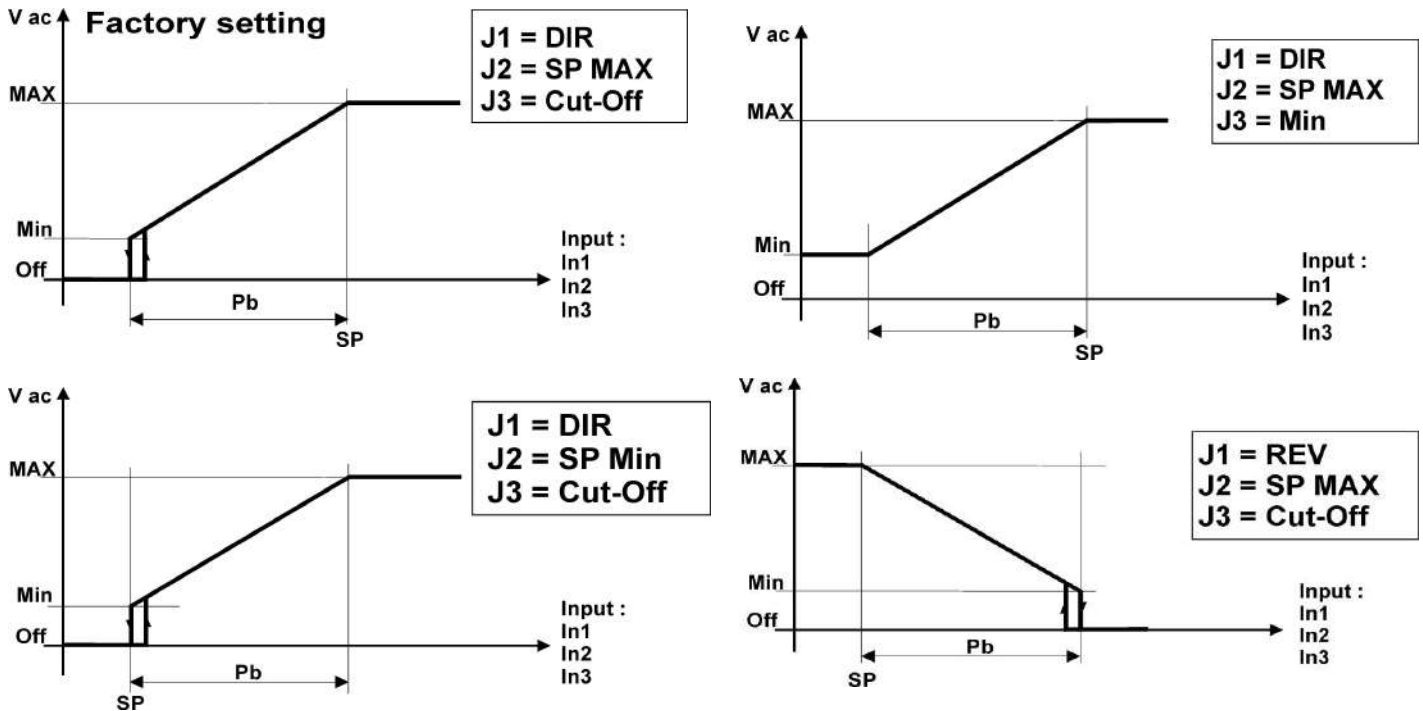 V ac
Factory setting
J1 = DIR
J2 = SP MAX
J3 = Cut-Off
MAX
Min
Off
Pb
SP
Input :
In1
In2
In3
V ac
J1 = DIR
J2 = SP MAX
J3 = Min
MAX
Min
Off
Pb
SP
Input :
In1
In2
In3
V ac
J1 = DIR
J2 = SP Min
J3 = Cut-Off
MAX
Min
Off
Pb
SP
Input :
In1
In2
In3
V ac
J1 = REV
J2 = SP MAX
J3 = Cut-Off
MAX
Min
Off
Pb
SP
Input :
In1
In2
In3